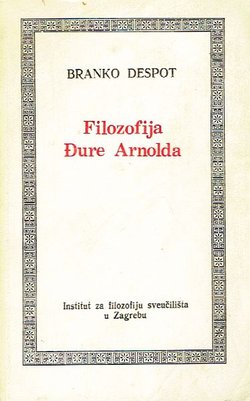 BRANKO DESPOT
Filozofija
Đure Arnolda
Institut za filozofiju sveučilišta
u Zagrebu